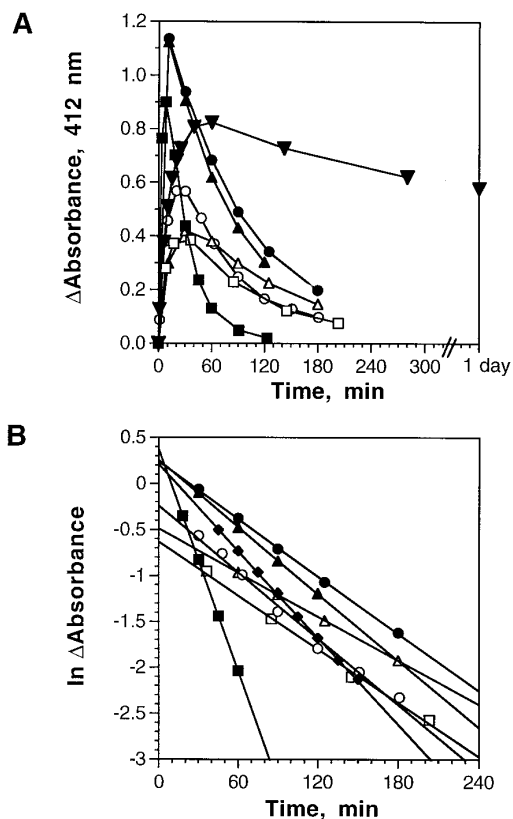 A
ΔAbsorbance, 412 nm
1.2
1.0
0.8
0.6
0.4
0.2
0.0
0 60 120 180 240 300 1 day
Time, min
B
ln ΔAbsorbance
0.5
0
-0.5
-1
-1.5
-2
-2.5
-3
0 60 120 180 240
Time, min